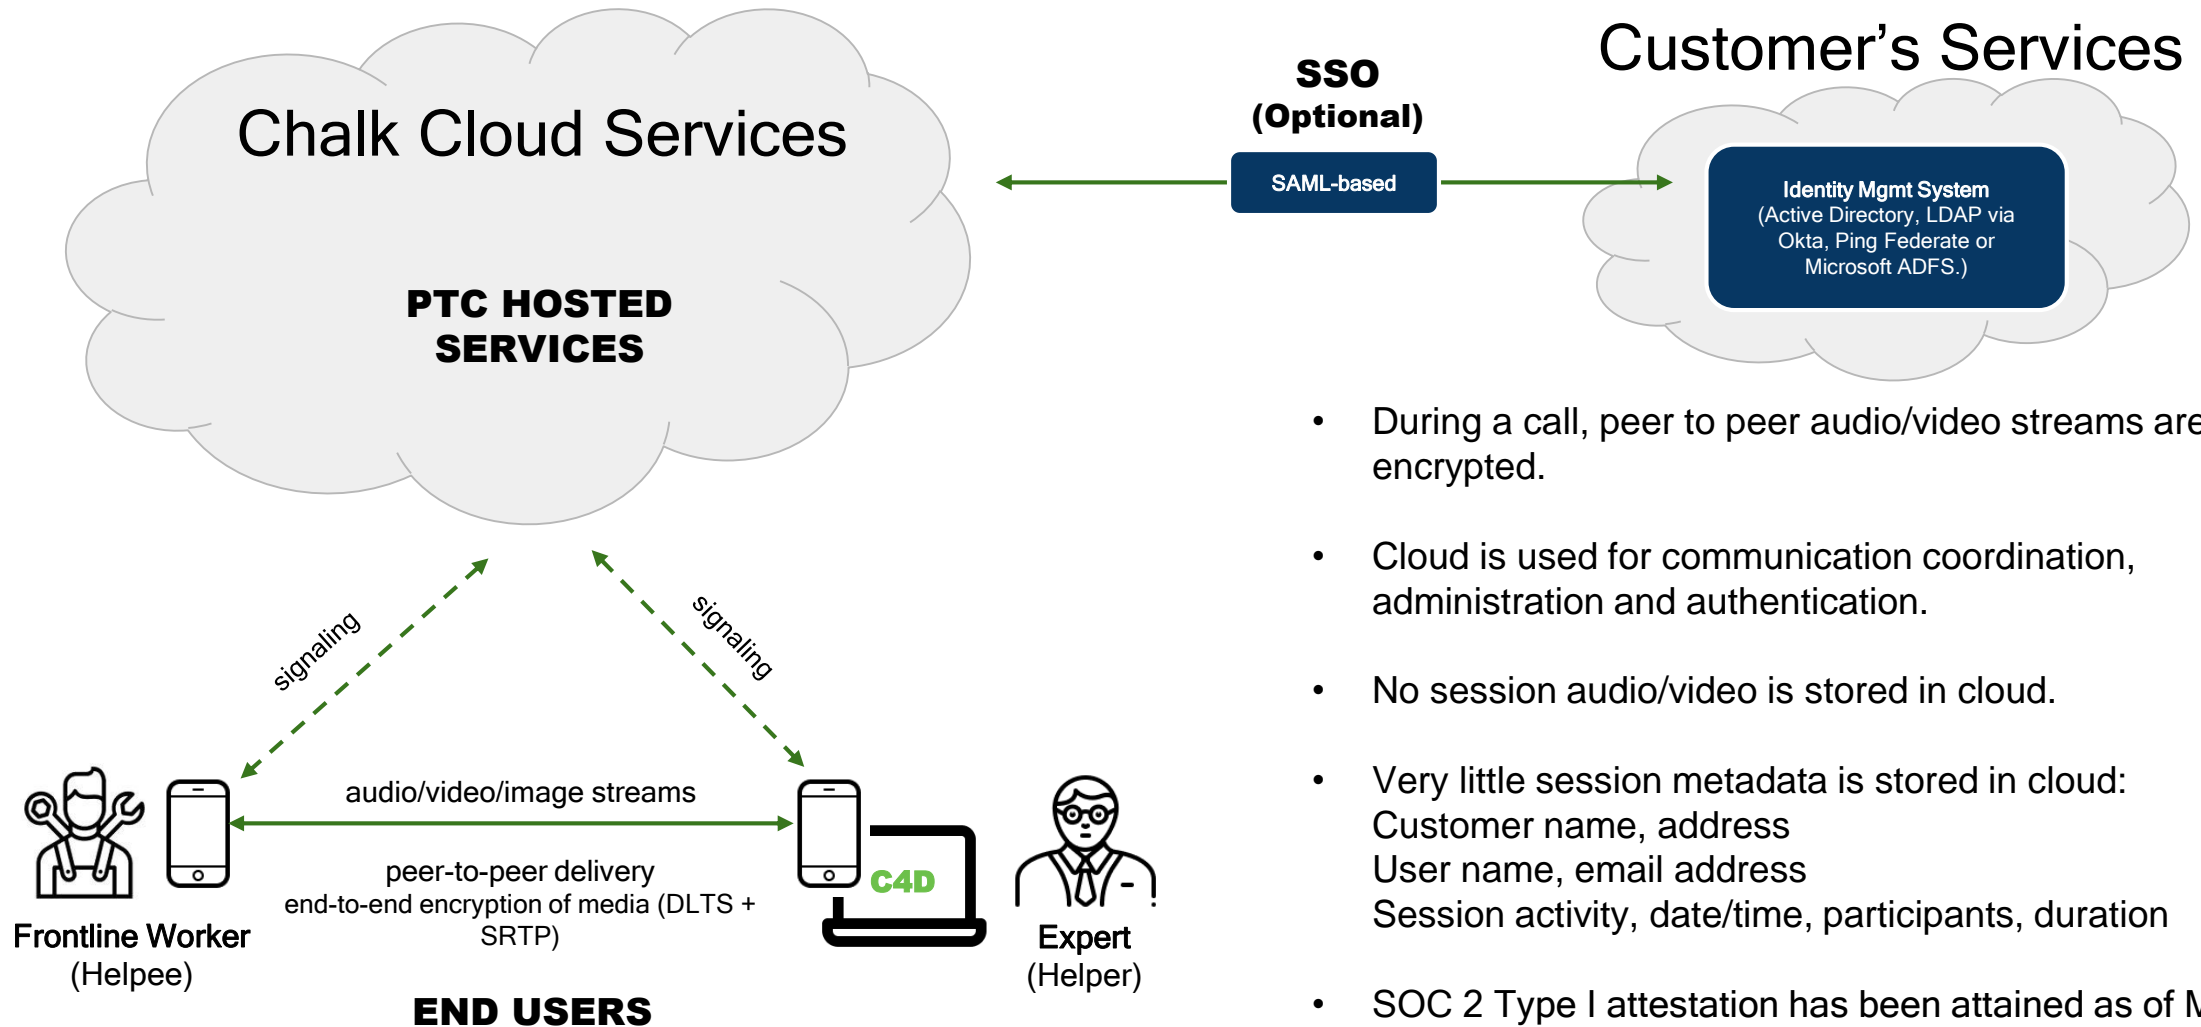 Chalk Cloud Services
PTC HOSTED
SERVICES
SSO
(Optional)
SAML-based
Customer’s Services
Identity Mgmt System
(Active Directory, LDAP via
Okta, Ping Federate or
Microsoft ADFS.)
signaling
signaling
audio/video/image streams
peer-to-peer delivery
end-to-end encryption of media (DLTS +
SRTP)
C4D
Frontline Worker
(Helpee)
Expert
(Helper)
END USERS
• During a call, peer to peer audio/video streams are
encrypted.
• Cloud is used for communication coordination,
administration and authentication.
• No session audio/video is stored in cloud.
• Very little session metadata is stored in cloud:
Customer name, address
User name, email address
Session activity, date/time, participants, duration
• SOC 2 Type I attestation has been attained as of